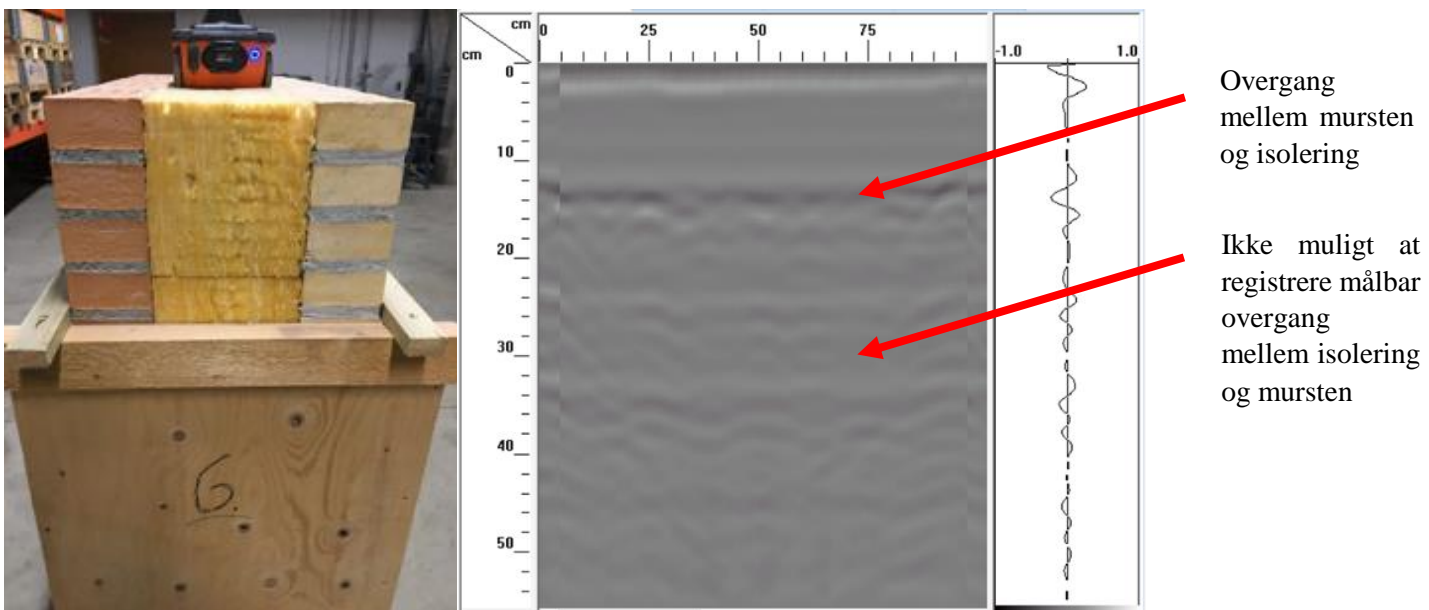 6.
cm
cm
0 25 50 75
0
10
20
30
40
50
-1.0 1.0
Overgang
mellem mursten
og isolering
Ikke muligt at
registrere målbar
overgang
mellem isolering
og mursten